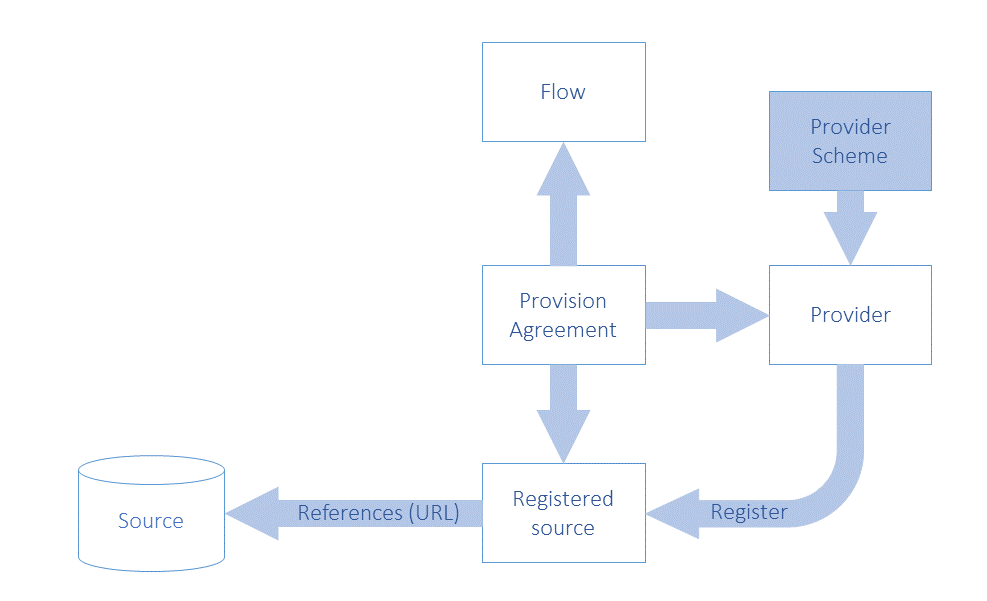 Flow
Provider
Scheme
Provision
Agreement
Provider
Registered
source
References (URL)
Register
Source